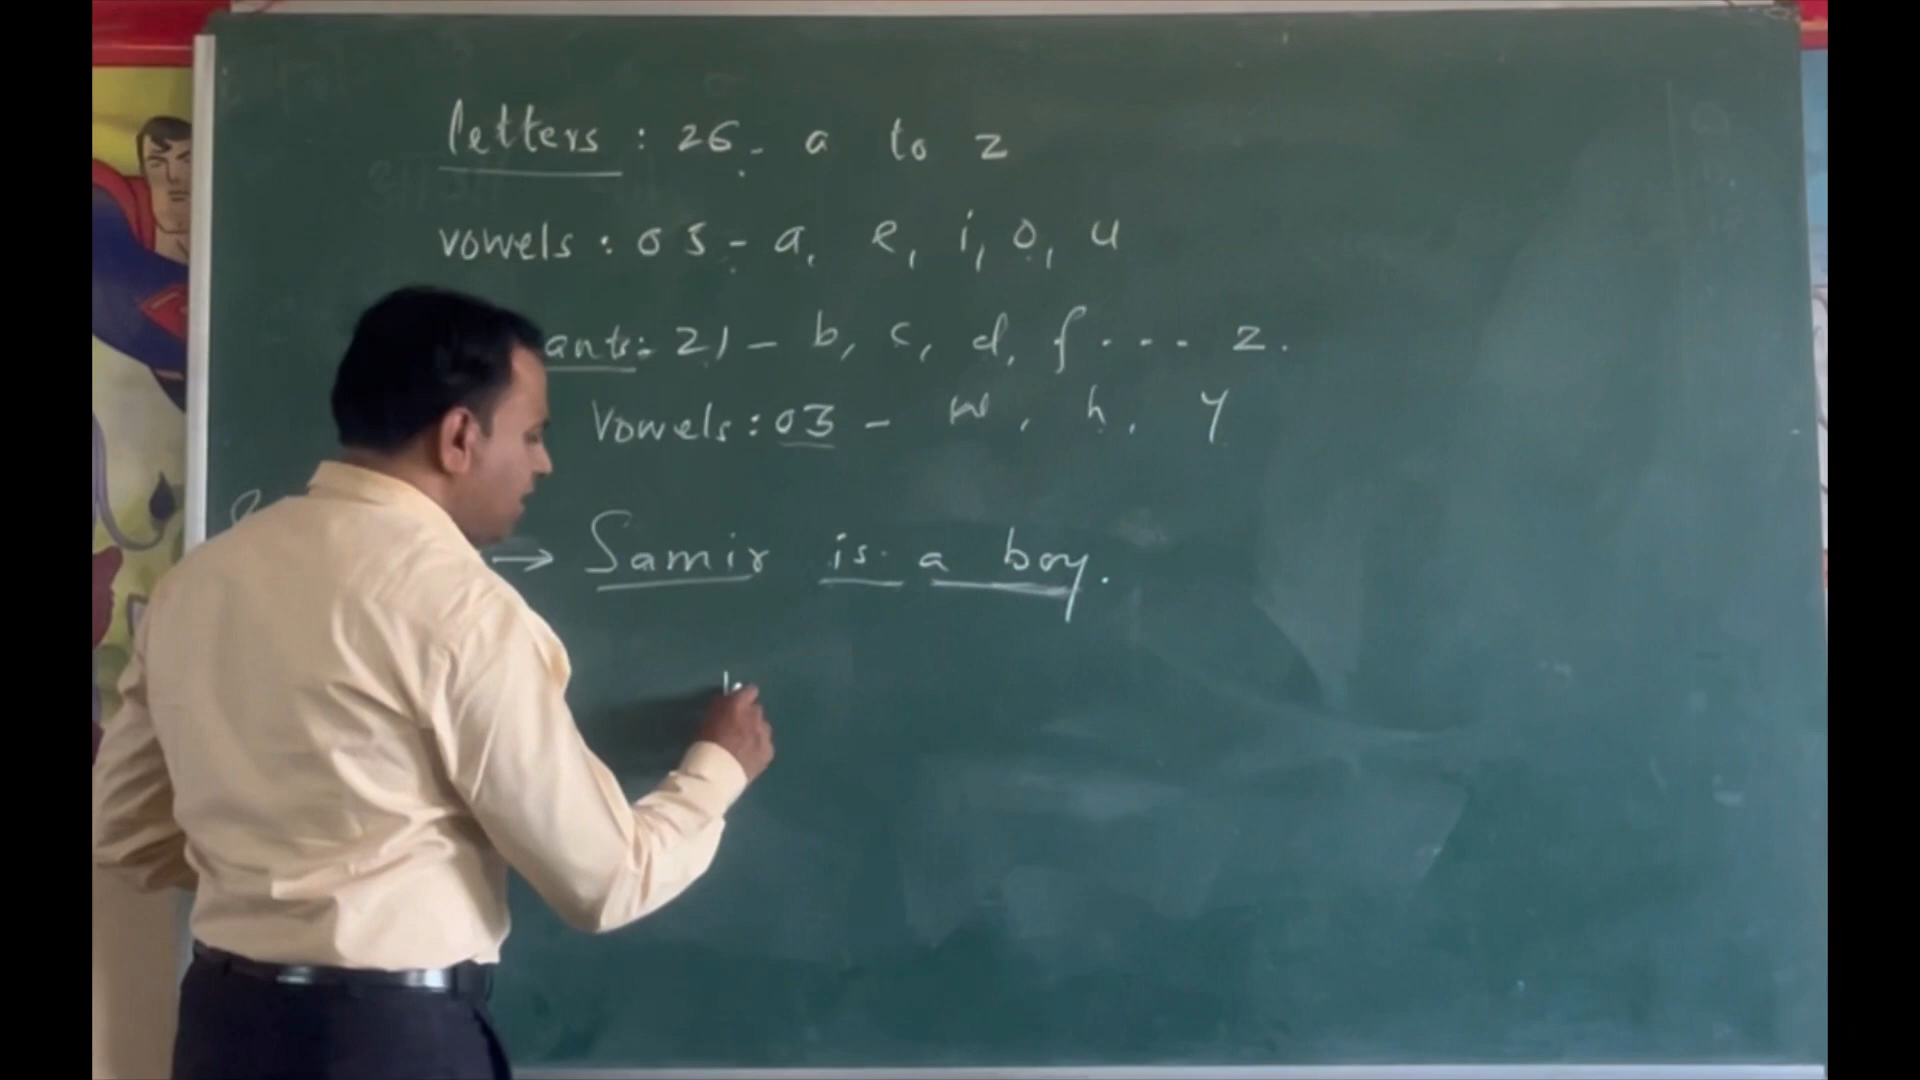 letters : 26 - a to z
vowels : 05 - a, e, i, o, u
ants : 21 - b, c, d, f . . . . z.
Vowels : 03 - w, h, y
→ Samir is a boy.